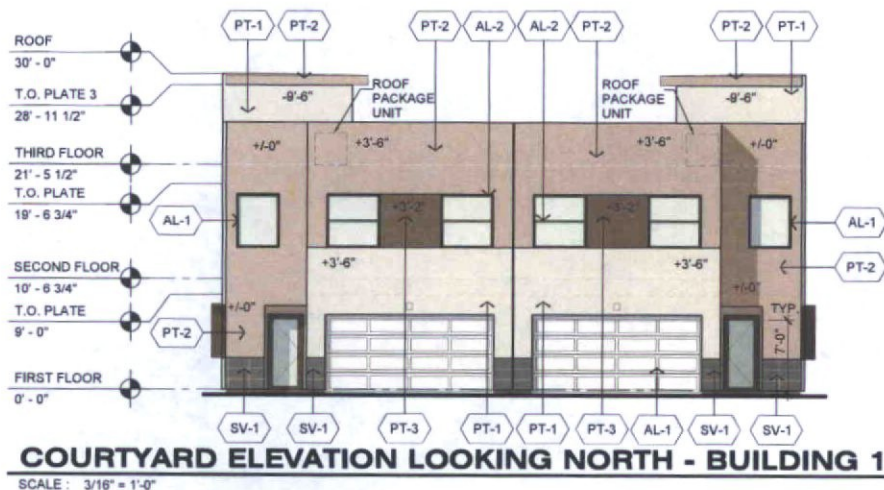 PT-1 PT-2 PT-2 AL-2 AL-2 PT-2 PT-2 PT-1
ROOF
30' - 0"
T.O. PLATE 3
28' - 11 1/2"
THIRD FLOOR
21' - 5 1/2"
T.O. PLATE
19' - 6 3/4"
SECOND FLOOR
10' - 6 3/4"
T.O. PLATE
9' - 0"
FIRST FLOOR
0' - 0"
-9'-6"
ROOF
PACKAGE
UNIT
ROOF
PACKAGE
UNIT
-9'-6"
+/-0" +3'-6" +3'-6" +/-0"
AL-1 +3'-2" AL-1
+3'-6" +3'-6" PT-2
+/-0" +/-0"
PT-2 TYP.
7'-0"
SV-1 SV-1 PT-3 PT-1 PT-1 PT-3 AL-1 SV-1 SV-1
COURTYARD ELEVATION LOOKING NORTH - BUILDING 1
SCALE : 3/16" = 1'-0"